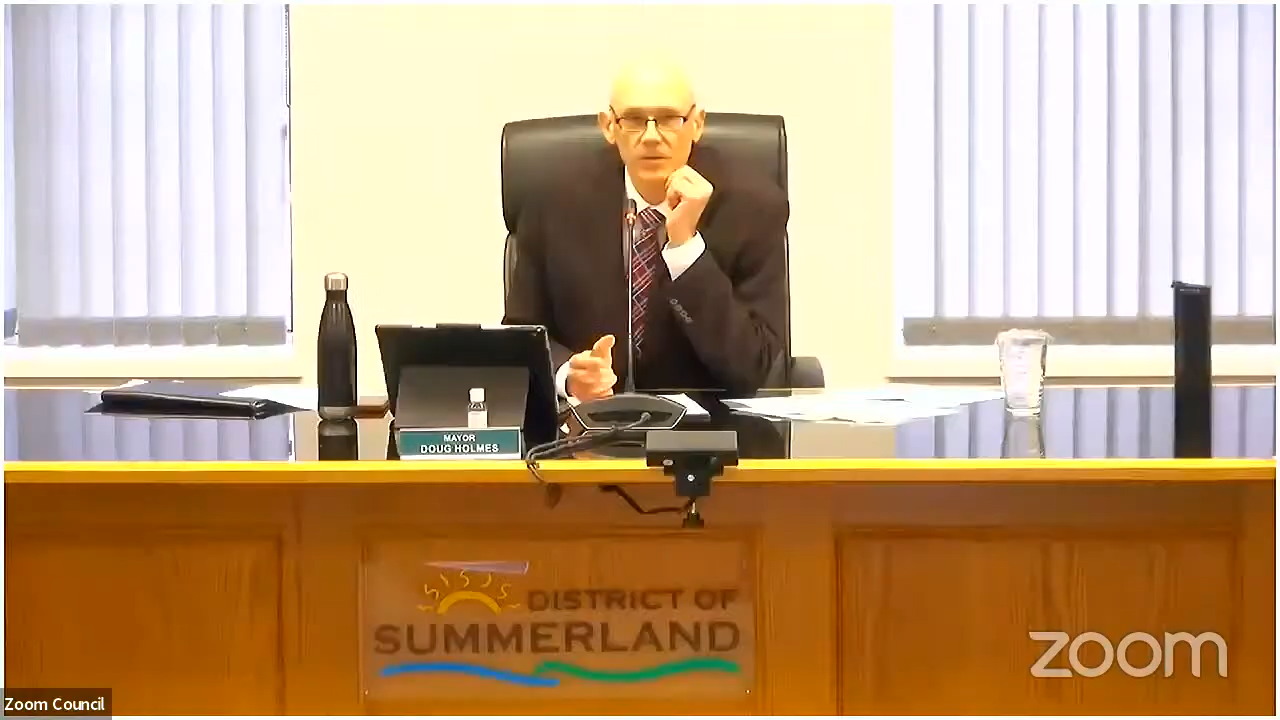 MAYOR
DOUG HOLMES
DISTRICT OF
SUMMERLAND
zoom
Zoom Council